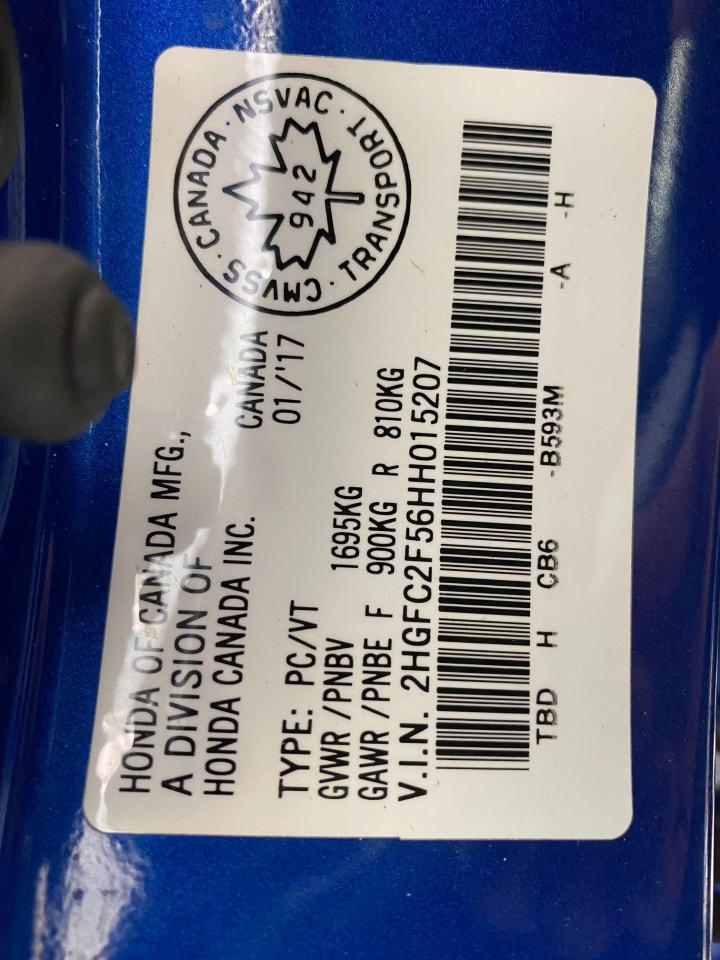 HONDA OF CANADA MFG.,
A DIVISION OF
HONDA CANADA INC.
CANADA
01/'17
CMVSS · CANADA · NSVAC · TRANSPORT ·
942
TYPE: PC/VT
GVWR /PNBV 1695KG
GAWR /PNBE F 900KG R 810KG
V.I.N. 2HGFC2F56HH015207
TBD H CB6 -B593M -A -H